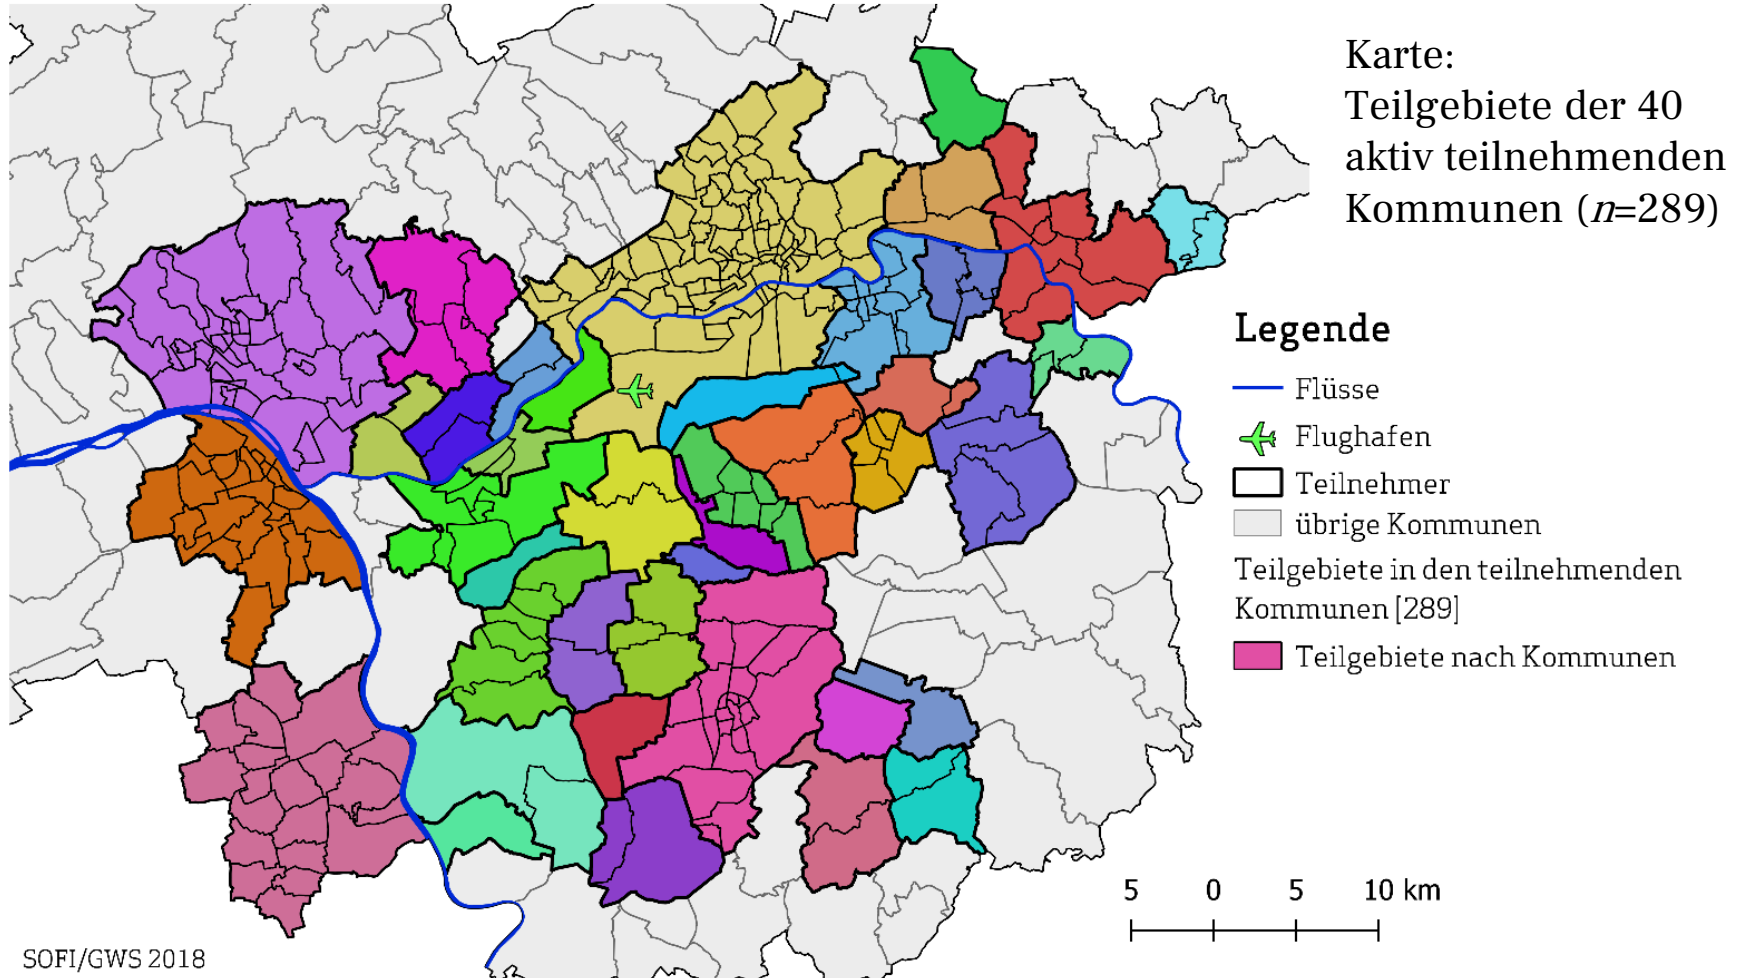 Karte:
Teilgebiete der 40
aktiv teilnehmenden
Kommunen (n=289)
Legende
Flüsse
Flughafen
Teilnehmer
übrige Kommunen
Teilgebiete in den teilnehmenden
Kommunen [289]
Teilgebiete nach Kommunen
5 0 5 10 km
SOFI/GWS 2018